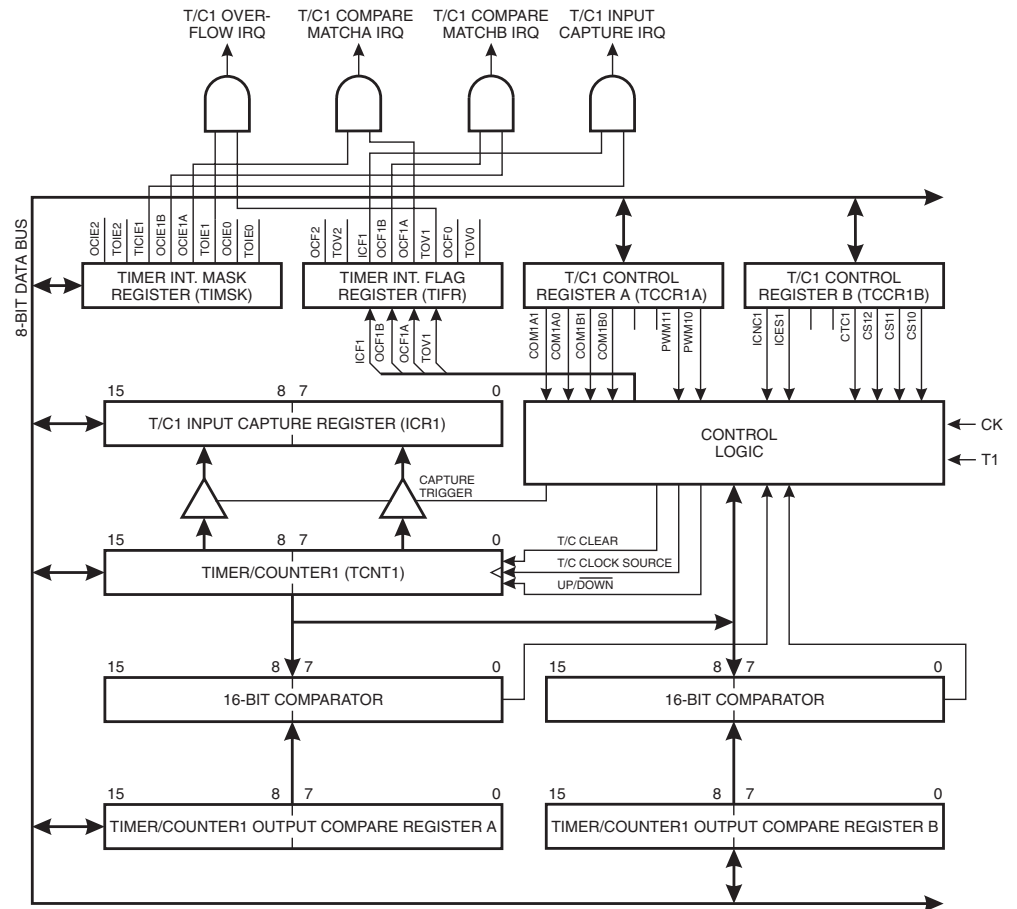 T/C1 OVER-
FLOW IRQ
T/C1 COMPARE
MATCHA IRQ
T/C1 COMPARE
MATCHB IRQ
T/C1 INPUT
CAPTURE IRQ
8-BIT DATA BUS
OCIE2
TOIE2
TICIE1
OCIE1B
OCIE1A
TOIE1
OCIE0
TOIE0
OCF2
TOV2
ICF1
OCF1B
OCF1A
TOV1
OCF0
TOV0
TIMER INT. MASK
REGISTER (TIMSK)
TIMER INT. FLAG
REGISTER (TIFR)
T/C1 CONTROL
REGISTER A (TCCR1A)
T/C1 CONTROL
REGISTER B (TCCR1B)
ICF1
OCF1B
OCF1A
TOV1
COM1A1
COM1A0
COM1B1
COM1B0
PWM11
PWM10
ICNC1
ICES1
CTC1
CS12
CS11
CS10
15 8 7 0
T/C1 INPUT CAPTURE REGISTER (ICR1)
CONTROL
LOGIC
CK
T1
CAPTURE
TRIGGER
15 8 7 0
TIMER/COUNTER1 (TCNT1)
T/C CLEAR
T/C CLOCK SOURCE
UP/DOWN
15 8 7 0
16-BIT COMPARATOR
15 8 7 0
16-BIT COMPARATOR
15 8 7 0
TIMER/COUNTER1 OUTPUT COMPARE REGISTER A
15 8 7 0
TIMER/COUNTER1 OUTPUT COMPARE REGISTER B